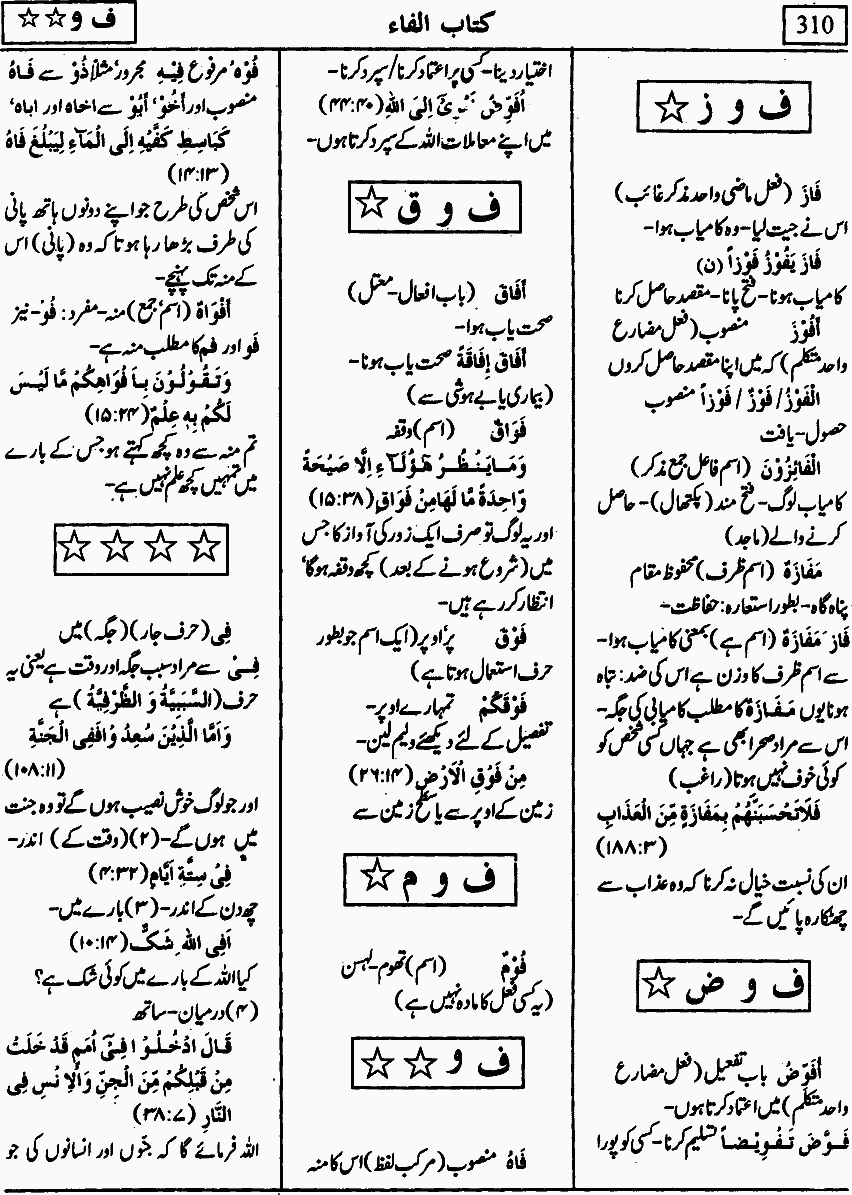 310
کتاب الفاء
ف و ☆☆
ف و ز ☆
فَازَ (فعل ماضی واحد مذکر غائب)
اس نے جیت لیا-وہ کامیاب ہوا-
فَازَ یَفُوْزُ فَوْزاً (ن)
کامیاب ہونا-فتح پانا-مقصد حاصل کرنا
أَفُوْزَ منصوب (فعل مضارع
واحد متکلم) کہ میں اپنا مقصد حاصل کروں
الْفَوْزُ/ فَوْزٌ / فَوْزاً منصوب
حصول-یافت
الْفَائِزُوْنَ (اسم فاعل جمع مذکر)
کامیاب لوگ-فتح مند (پکتھال)-حاصل
کرنے والے (ماجد)
مَفَازَة (اسم ظرف) محفوظ مقام
پناہ گاہ-بطور استعارہ: حفاظت-
فَازَ مَفَازَة (اسم ہے) بمعنی کامیاب ہوا-
سے اسم ظرف کا وزن ہے اس کی ضد: تباہ
ہونا یوں مَفَازَة کا مطلب کامیابی کی جگہ-
اس سے مراد صحرا بھی ہے جہاں کسی شخص کو
کوئی خوف نہیں ہوتا (راغب)
فَلَا تَحْسَبَنَّهُمْ بِمَفَازَةٍ مِّنَ الْعَذَابِ
(۱۸۸:۳)
ان کی نسبت خیال نہ کرنا کہ وہ عذاب سے
چھٹکارہ پائیں گے-
ف و ض ☆
أُفَوِّضُ باب تفعیل (فعل مضارع
واحد متکلم) میں اعتماد کرتا ہوں-
فَوَّضَ تَفْوِیْضاً تسلیم کرنا-کسی کو پورا
اختیار دینا-کسی پر اعتماد کرنا/ سپرد کرنا-
أُفَوِّضُ اِلَی اللهِ (۴۴:۴۰)
میں اپنے معاملات اللہ کے سپرد کرتا ہوں-
ف و ق ☆
أَفَاق (باب افعال-معتل)
صحت یاب ہوا-
أَفَاقَ إِفَاقَةً صحت یاب ہونا-
(بیماری یا بے ہوشی سے)
فَوَاق (اسم) وقفہ
وَمَا یَنْظُرُ هٰؤُلَآءِ اِلَّا صَیْحَةً
وَّاحِدَةً مَّا لَهَا مِنْ فَوَاق (۱۵:۳۸)
اور یہ لوگ تو صرف ایک زور کی آواز کا جس
میں (شروع ہونے کے بعد) کچھ وقفہ ہوگا'
انتظار کر رہے ہیں-
فَوْق پر/ اوپر (ایک اسم جو بطور
حرف استعمال ہوتا ہے)
فَوْقَكُمْ تمہارے اوپر-
تفصیل کے لئے دیکھئے ولیم لین-
مِنْ فَوْقِ الْاَرْضِ (۲۶:۱۴)
زمین کے اوپر سے یا سطح زمین سے
ف و م ☆
فُوْمٌ (اسم) تھوم-لہسن
(یہ کسی فعل کا مادہ نہیں ہے)
ف و ☆☆
فَاہُ منصوب (مرکب لفظ) اس کا منہ
فُوْہ' مرفوع فِیْهِ مجرور' مثلاً ذُوْ سے فَاہُ
منصوب اور أَخُوْ' أَبُوْ سے اخاہ اور اباہ'
كَبَاسِطِ كَفَّیْهِ اِلَی الْمَآءِ لِیَبْلُغَ فَاهُ
(۱۴:۱۳)
اس شخص کی طرح جو اپنے دونوں ہاتھ پانی
کی طرف بڑھا رہا ہوتا کہ وہ (پانی) اس
کے منہ تک پہنچے-
أَفْوَاهٌ (اسم' جمع) منہ-مفرد: فُوْ-نیز
فَو اور فم کا مطلب منہ ہے-
وَتَقُوْلُوْنَ بِاَفْوَاهِكُمْ مَّا لَیْسَ
لَكُمْ بِهٖ عِلْمٌ (۱۵:۲۴)
تم منہ سے وہ کچھ کہتے ہو جس کے بارے
میں تمہیں کچھ علم نہیں ہے-
☆ ☆ ☆ ☆
فِی (حرف جار) (جگہ) میں
فِیْ سے مراد سبب جگہ اور وقت ہے یعنی یہ
حرف (السَّبَبِیَّةُ وَ الظَّرْفِیَّةُ) ہے
وَاَمَّا الَّذِیْنَ سُعِدُوْا فَفِی الْجَنَّةِ
(۱۰۸:۱۱)
اور جو لوگ خوش نصیب ہوں گے تو وہ جنت
میں ہوں گے-(۲) (وقت کے) اندر-
فِیْ سِتَّةِ اَیَّامٍ (۴:۳۲)
چھ دن کے اندر-(۳) بارے میں-
اَفِی اللهِ شَكٌّ (۱۰:۱۴)
کیا اللہ کے بارے میں کوئی شک ہے؟
(۴) درمیان-ساتھ
قَالَ ادْخُلُوْا فِیْٓ اُمَمٍ قَدْ خَلَتْ
مِنْ قَبْلِكُمْ مِّنَ الْجِنِّ وَالْاِنْسِ فِی
النَّارِ (۳۸:۷)
اللہ فرمائے گا کہ جنّوں اور انسانوں کی جو